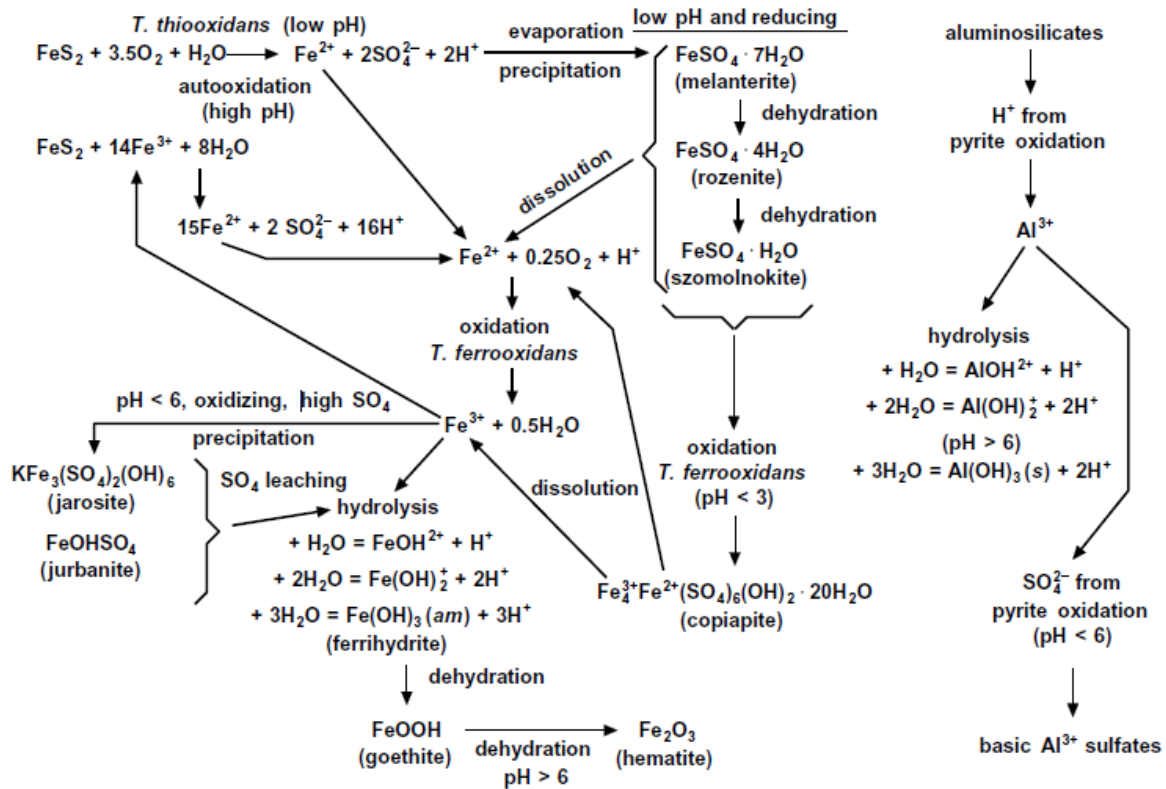 T. thiooxidans (low pH)
FeS₂ + 3.5O₂ + H₂O
Fe²⁺ + 2SO₄²⁻ + 2H⁺
autooxidation
(high pH)
evaporation
precipitation
low pH and reducing
FeSO₄ · 7H₂O
(melanterite)
dehydration
FeSO₄ · 4H₂O
(rozenite)
dehydration
FeSO₄ · H₂O
(szomolnokite)
FeS₂ + 14Fe³⁺ + 8H₂O
15Fe²⁺ + 2 SO₄²⁻ + 16H⁺
dissolution
Fe²⁺ + 0.25O₂ + H⁺
oxidation
T. ferrooxidans
pH < 6, oxidizing, high SO₄
precipitation
Fe³⁺ + 0.5H₂O
KFe₃(SO₄)₂(OH)₆
(jarosite)
FeOHSO₄
(jurbanite)
SO₄ leaching
hydrolysis
+ H₂O = FeOH²⁺ + H⁺
+ 2H₂O = Fe(OH)₂⁺ + 2H⁺
+ 3H₂O = Fe(OH)₃(am) + 3H⁺
(ferrihydrite)
dehydration
FeOOH
(goethite)
dehydration
pH > 6
Fe₂O₃
(hematite)
dissolution
oxidation
T. ferrooxidans
(pH < 3)
Fe₄³⁺Fe²⁺(SO₄)₆(OH)₂ · 20H₂O
(copiapite)
aluminosilicates
H⁺ from
pyrite oxidation
Al³⁺
hydrolysis
+ H₂O = AlOH²⁺ + H⁺
+ 2H₂O = Al(OH)₂⁺ + 2H⁺
(pH > 6)
+ 3H₂O = Al(OH)₃(s) + 2H⁺
SO₄²⁻ from
pyrite oxidation
(pH < 6)
basic Al³⁺ sulfates